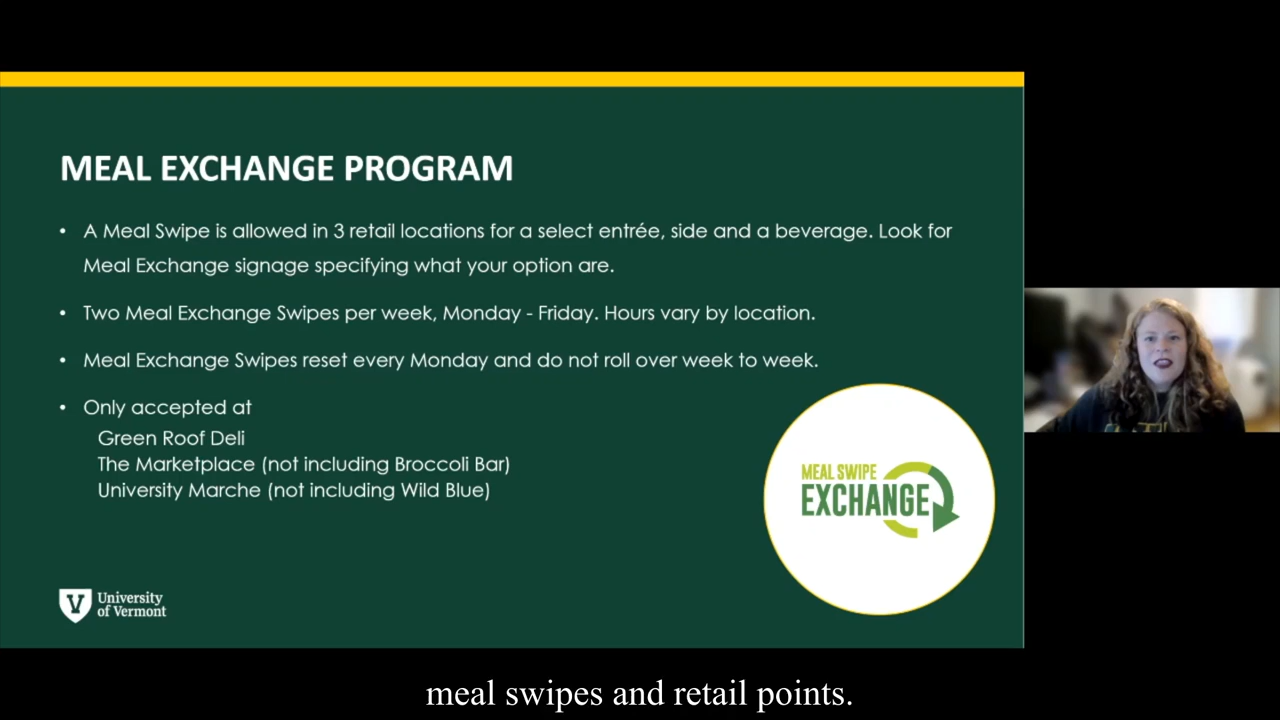 MEAL EXCHANGE PROGRAM
• A Meal Swipe is allowed in 3 retail locations for a select entrée, side and a beverage. Look for
Meal Exchange signage specifying what your option are.
• Two Meal Exchange Swipes per week, Monday - Friday. Hours vary by location.
• Meal Exchange Swipes reset every Monday and do not roll over week to week.
• Only accepted at
Green Roof Deli
The Marketplace (not including Broccoli Bar)
University Marche (not including Wild Blue)
MEAL SWIPE
EXCHANGE
V University
of Vermont
meal swipes and retail points.